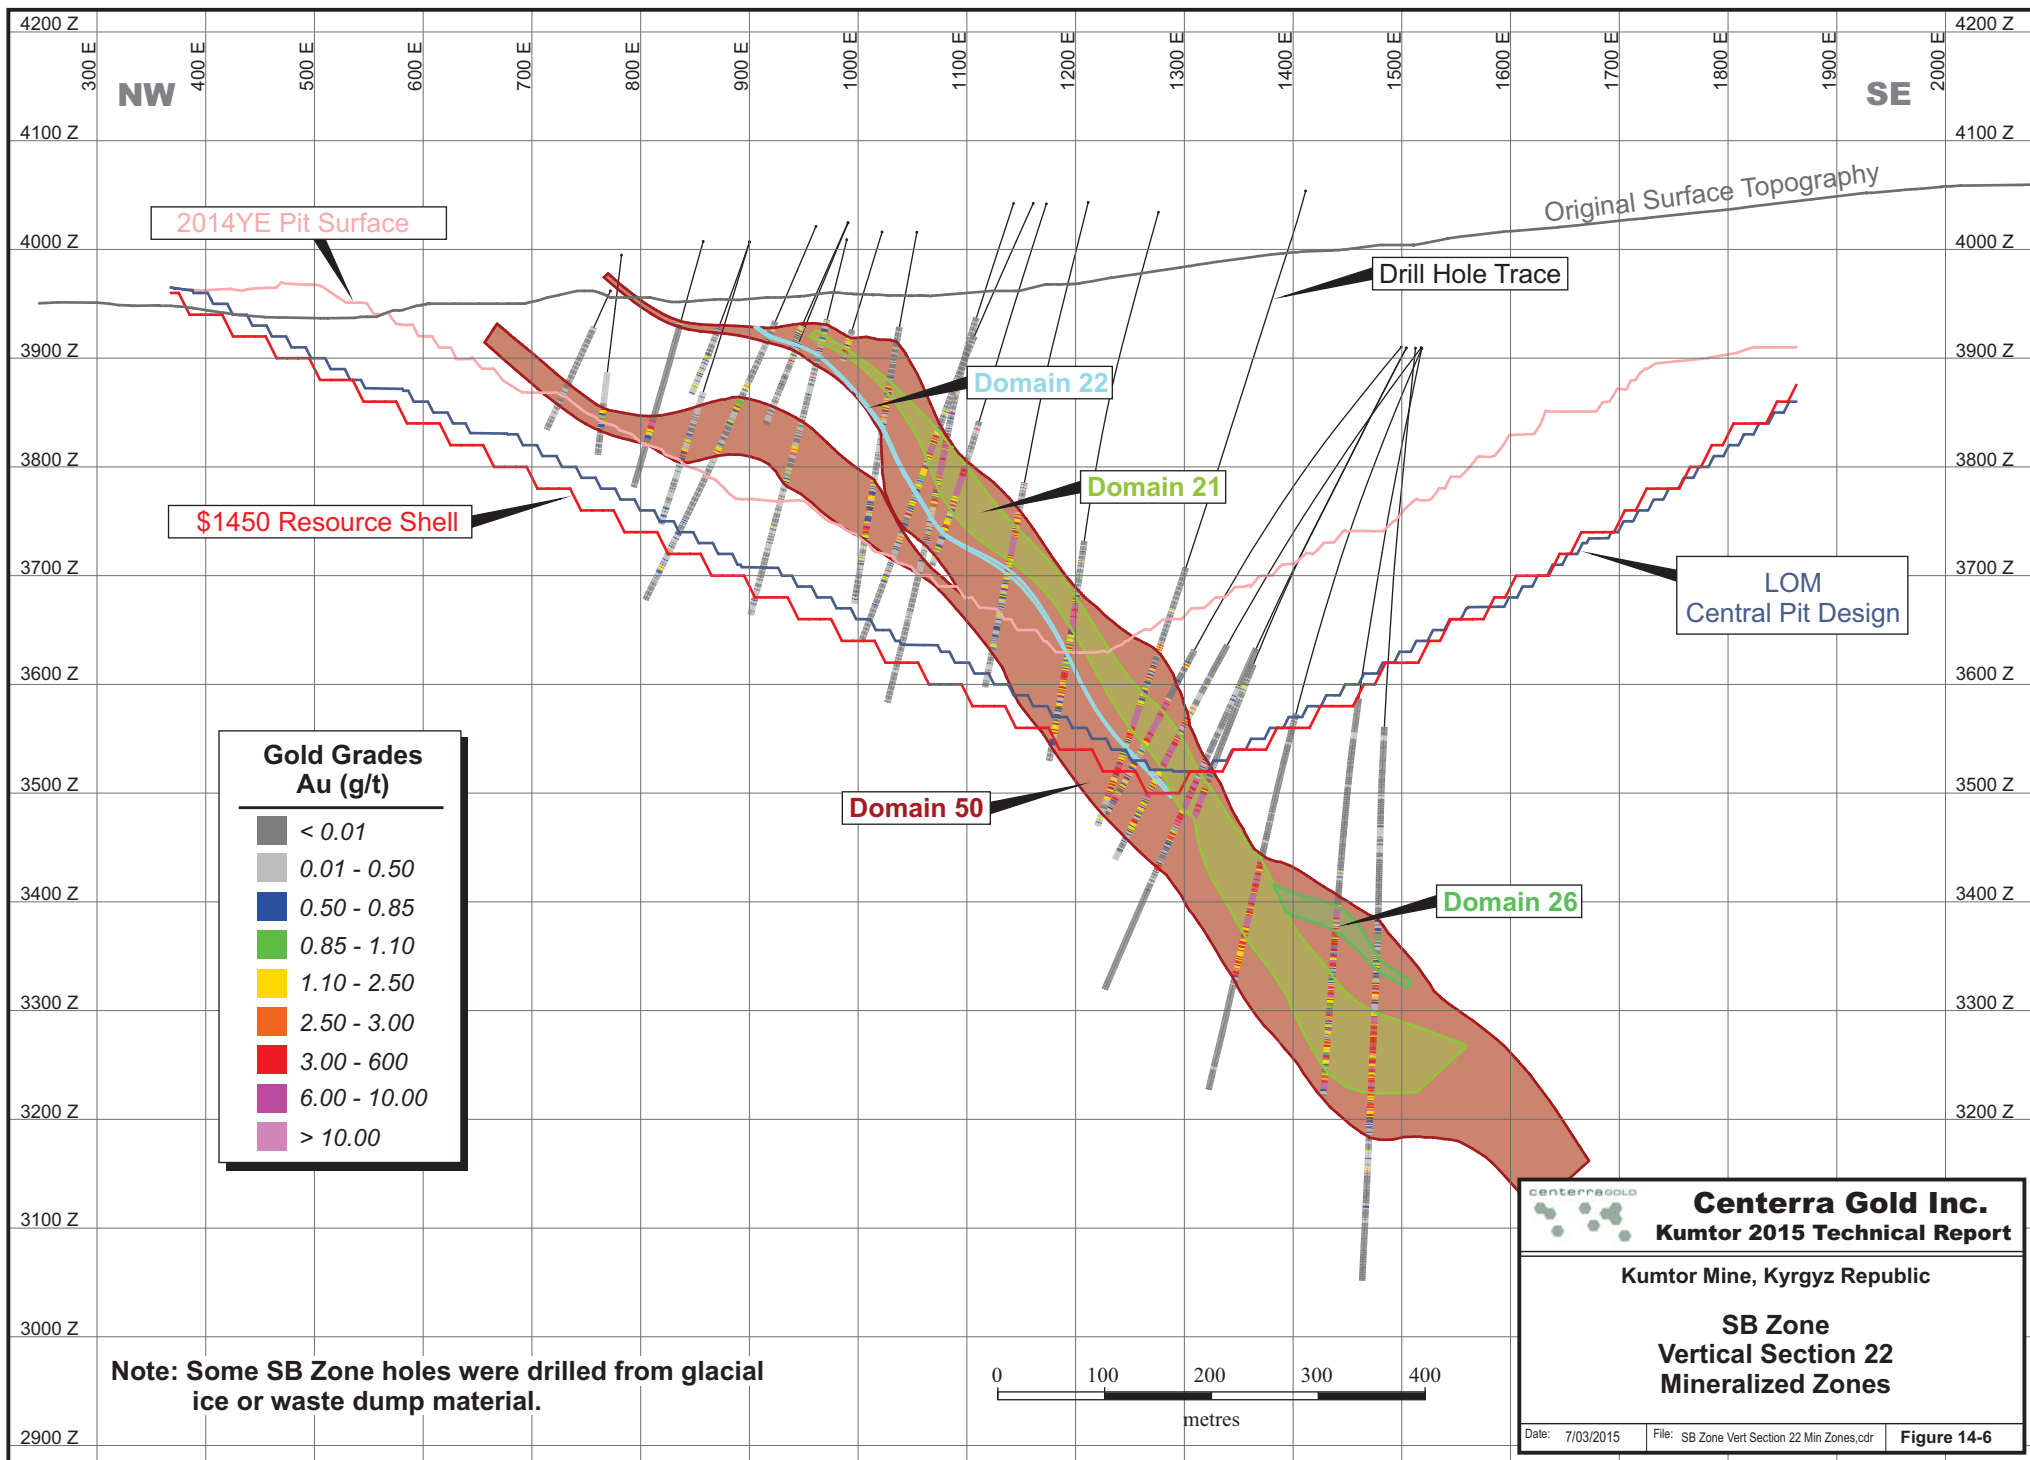 4200 Z
4200 Z
300 E
400 E
500 E
600 E
700 E
800 E
900 E
1000 E
1100 E
1200 E
1300 E
1400 E
1500 E
1600 E
1700 E
1800 E
1900 E
2000 E
NW
SE
4100 Z
4100 Z
Original Surface Topography
2014YE Pit Surface
4000 Z
4000 Z
Drill Hole Trace
3900 Z
3900 Z
Domain 22
3800 Z
3800 Z
Domain 21
$1450 Resource Shell
3700 Z
3700 Z
LOM
Central Pit Design
3600 Z
3600 Z
Gold Grades
Au (g/t)
< 0.01
0.01 - 0.50
0.50 - 0.85
0.85 - 1.10
1.10 - 2.50
2.50 - 3.00
3.00 - 600
6.00 - 10.00
> 10.00
3500 Z
3500 Z
Domain 50
3400 Z
3400 Z
Domain 26
3300 Z
3300 Z
3200 Z
3200 Z
3100 Z
3000 Z
2900 Z
Note: Some SB Zone holes were drilled from glacial
ice or waste dump material.
0 100 200 300 400
metres
centerraGOLD
Centerra Gold Inc.
Kumtor 2015 Technical Report
Kumtor Mine, Kyrgyz Republic
SB Zone
Vertical Section 22
Mineralized Zones
Date: 7/03/2015
File: SB Zone Vert Section 22 Min Zones,cdr
Figure 14-6